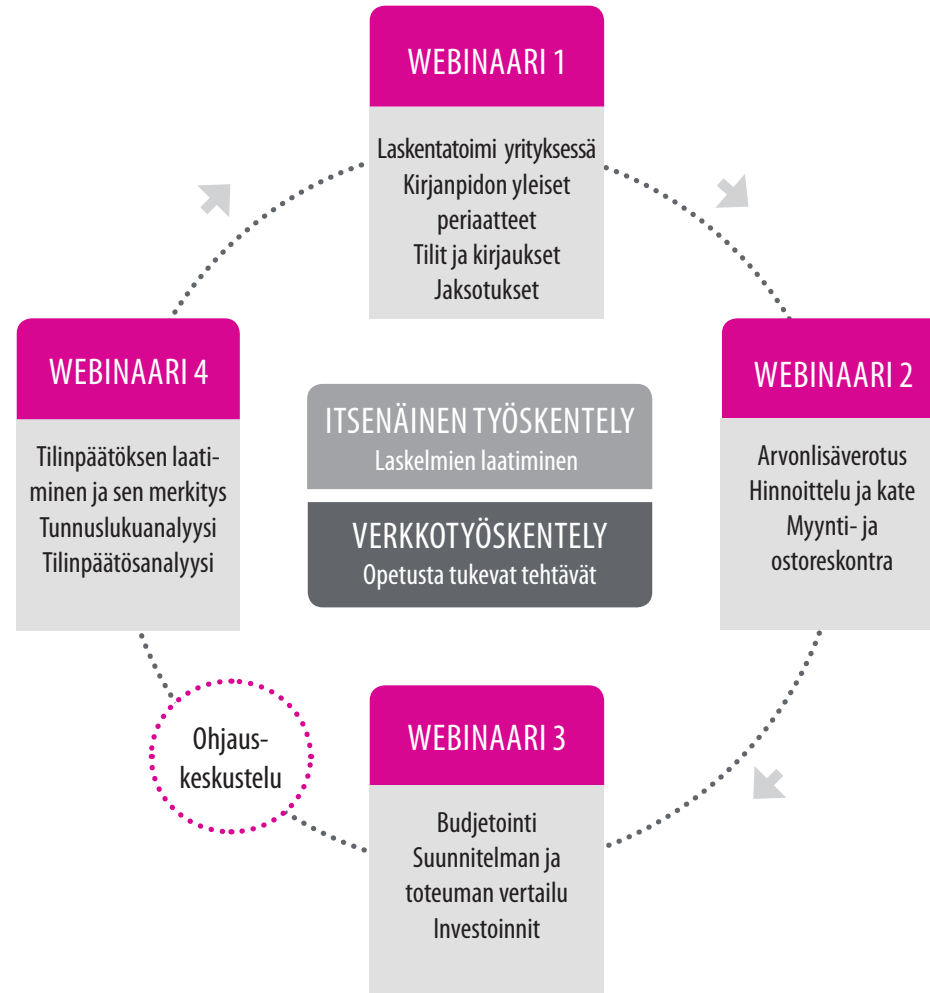 WEBINAARI 1
Laskentatoimi yrityksessä
Kirjanpidon yleiset
periaatteet
Tilit ja kirjaukset
Jaksotukset
WEBINAARI 2
Arvonlisäverotus
Hinnoittelu ja kate
Myynti- ja
ostoreskontra
WEBINAARI 3
Budjetointi
Suunnitelman ja
toteuman vertailu
Investoinnit
Ohjaus-
keskustelu
WEBINAARI 4
Tilinpäätöksen laati-
minen ja sen merkitys
Tunnuslukuanalyysi
Tilinpäätösanalyysi
ITSENÄINEN TYÖSKENTELY
Laskelmien laatiminen
VERKKOTYÖSKENTELY
Opetusta tukevat tehtävät